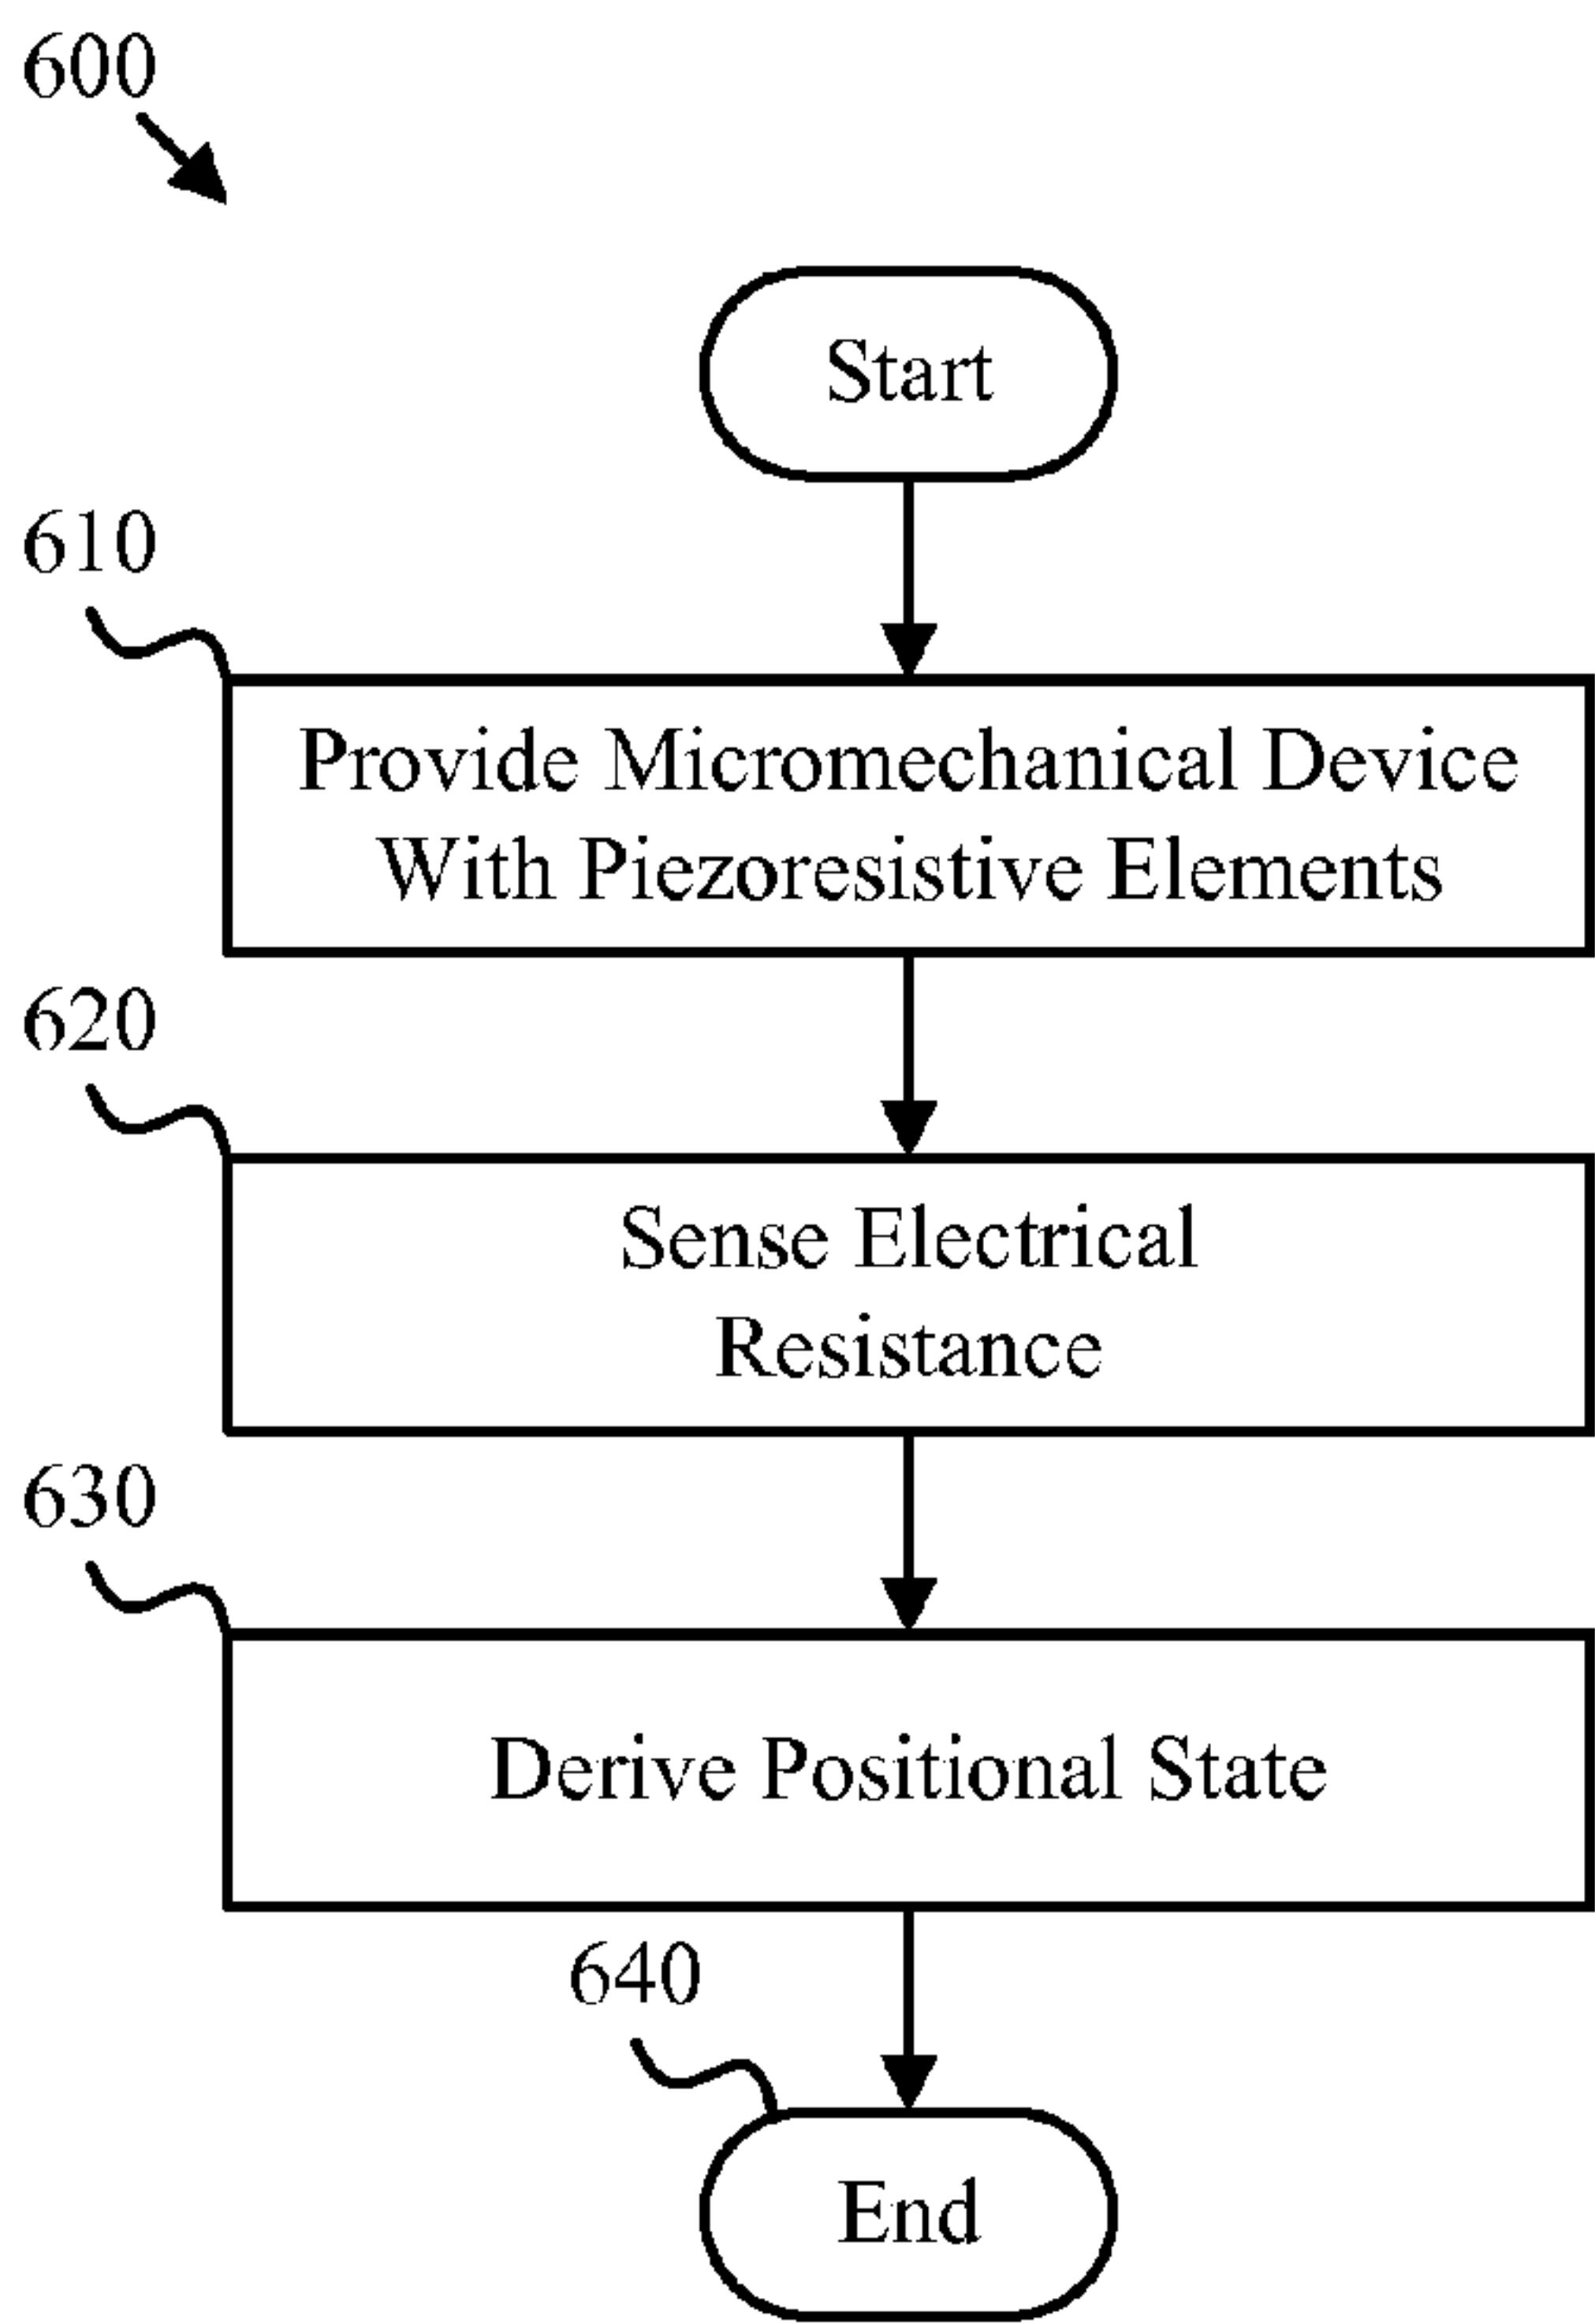 600
Start
610
Provide Micromechanical Device
With Piezoresistive Elements
620
Sense Electrical
Resistance
630
Derive Positional State
640
End